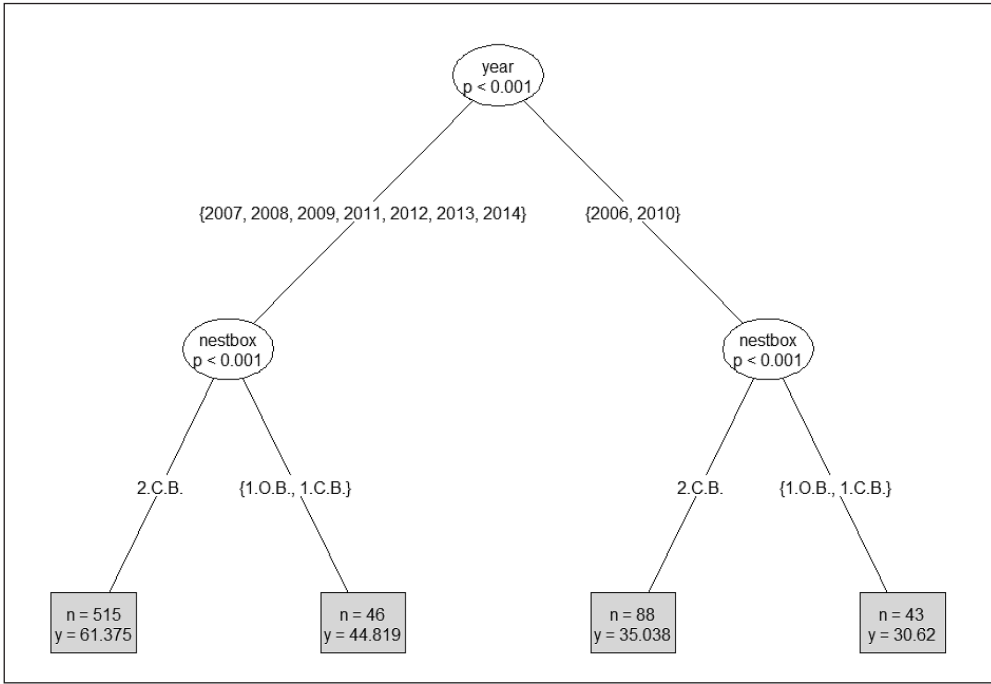 year
p < 0.001
{2007, 2008, 2009, 2011, 2012, 2013, 2014}
{2006, 2010}
nestbox
p < 0.001
nestbox
p < 0.001
2.C.B.
{1.O.B., 1.C.B.}
2.C.B.
{1.O.B., 1.C.B.}
n = 515
y = 61.375
n = 46
y = 44.819
n = 88
y = 35.038
n = 43
y = 30.62